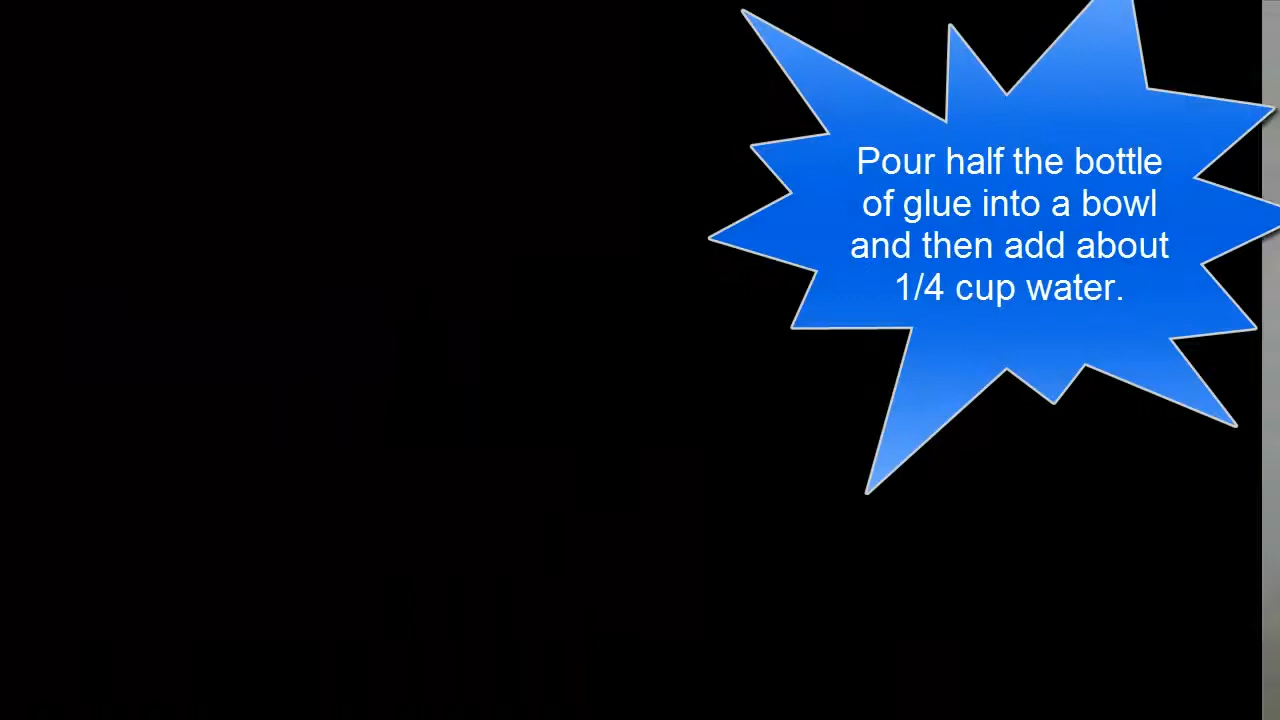 Pour half the bottle
of glue into a bowl
and then add about
1/4 cup water.